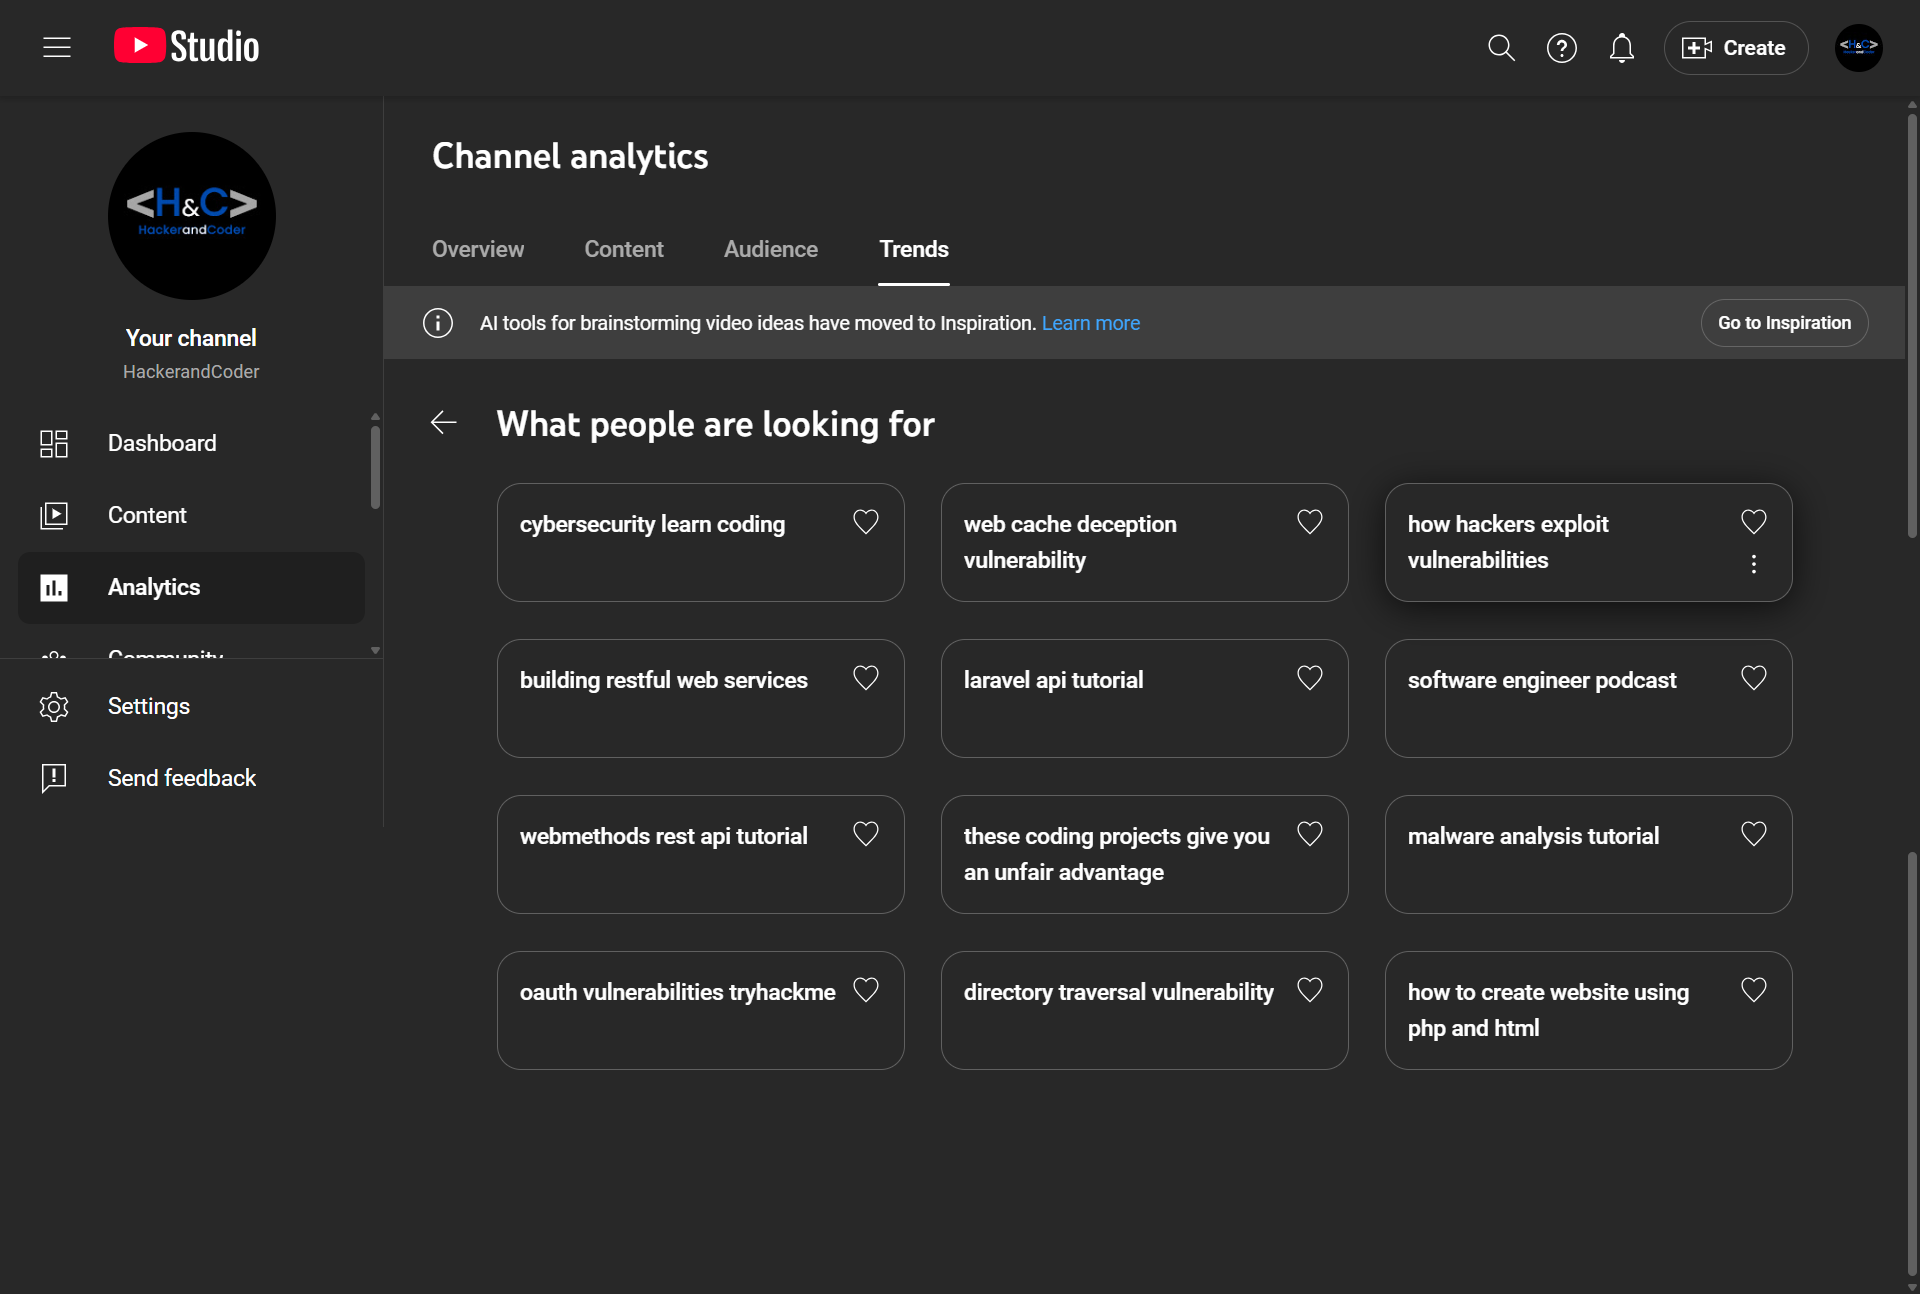 Studio
Create
<H&C>
<H&C>
HackerandCoder
Your channel
HackerandCoder
Dashboard
Content
Analytics
Community
Settings
Send feedback
Channel analytics
Overview
Content
Audience
Trends
AI tools for brainstorming video ideas have moved to Inspiration. Learn more
Go to Inspiration
What people are looking for
cybersecurity learn coding
web cache deception
vulnerability
how hackers exploit
vulnerabilities
building restful web services
laravel api tutorial
software engineer podcast
webmethods rest api tutorial
these coding projects give you
an unfair advantage
malware analysis tutorial
oauth vulnerabilities tryhackme
directory traversal vulnerability
how to create website using
php and html